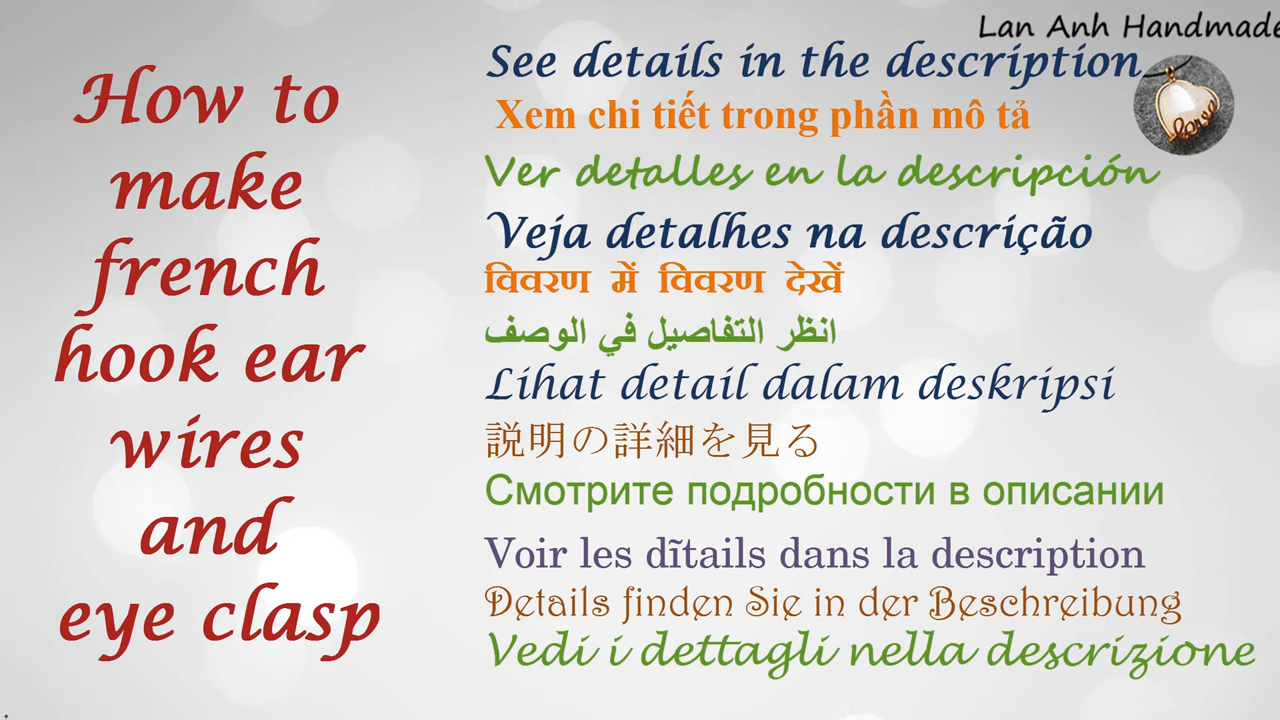 How to
make
french
hook ear
wires
and
eye clasp
Lan Anh Handmade
See details in the description
Xem chi tiết trong phần mô tả
Ver detalles en la descripción
Veja detalhes na descrição
विवरण में विवरण देखें
انظر التفاصيل في الوصف
Lihat detail dalam deskripsi
説明の詳細を見る
Смотрите подробности в описании
Voir les dĩtails dans la description
Details finden Sie in der Beschreibung
Vedi i dettagli nella descrizione
love